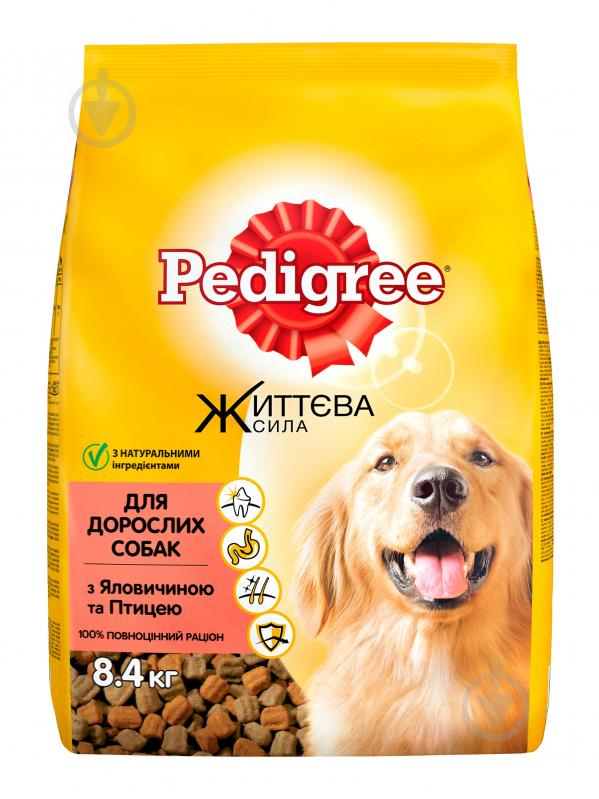 Pedigree®
ЖИТТЄВА
СИЛА
З НАТУРАЛЬНИМИ
інгредієнтами
ДЛЯ
ДОРОСЛИХ
СОБАК
з Яловичиною
та Птицею
100% ПОВНОЦІННИЙ РАЦІОН
8.4 кг